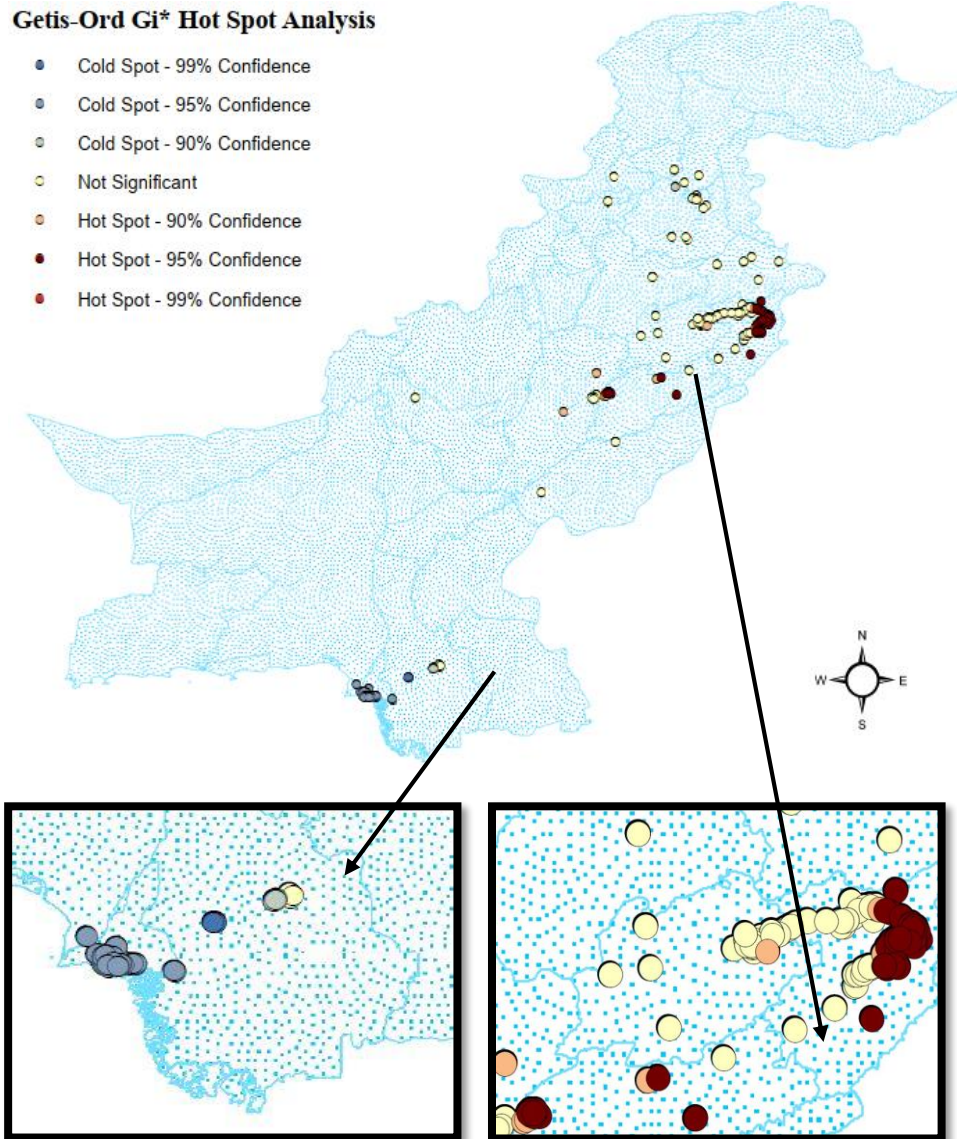 Getis-Ord Gi* Hot Spot Analysis
Cold Spot - 99% Confidence
Cold Spot - 95% Confidence
Cold Spot - 90% Confidence
Not Significant
Hot Spot - 90% Confidence
Hot Spot - 95% Confidence
Hot Spot - 99% Confidence
N
W E
S